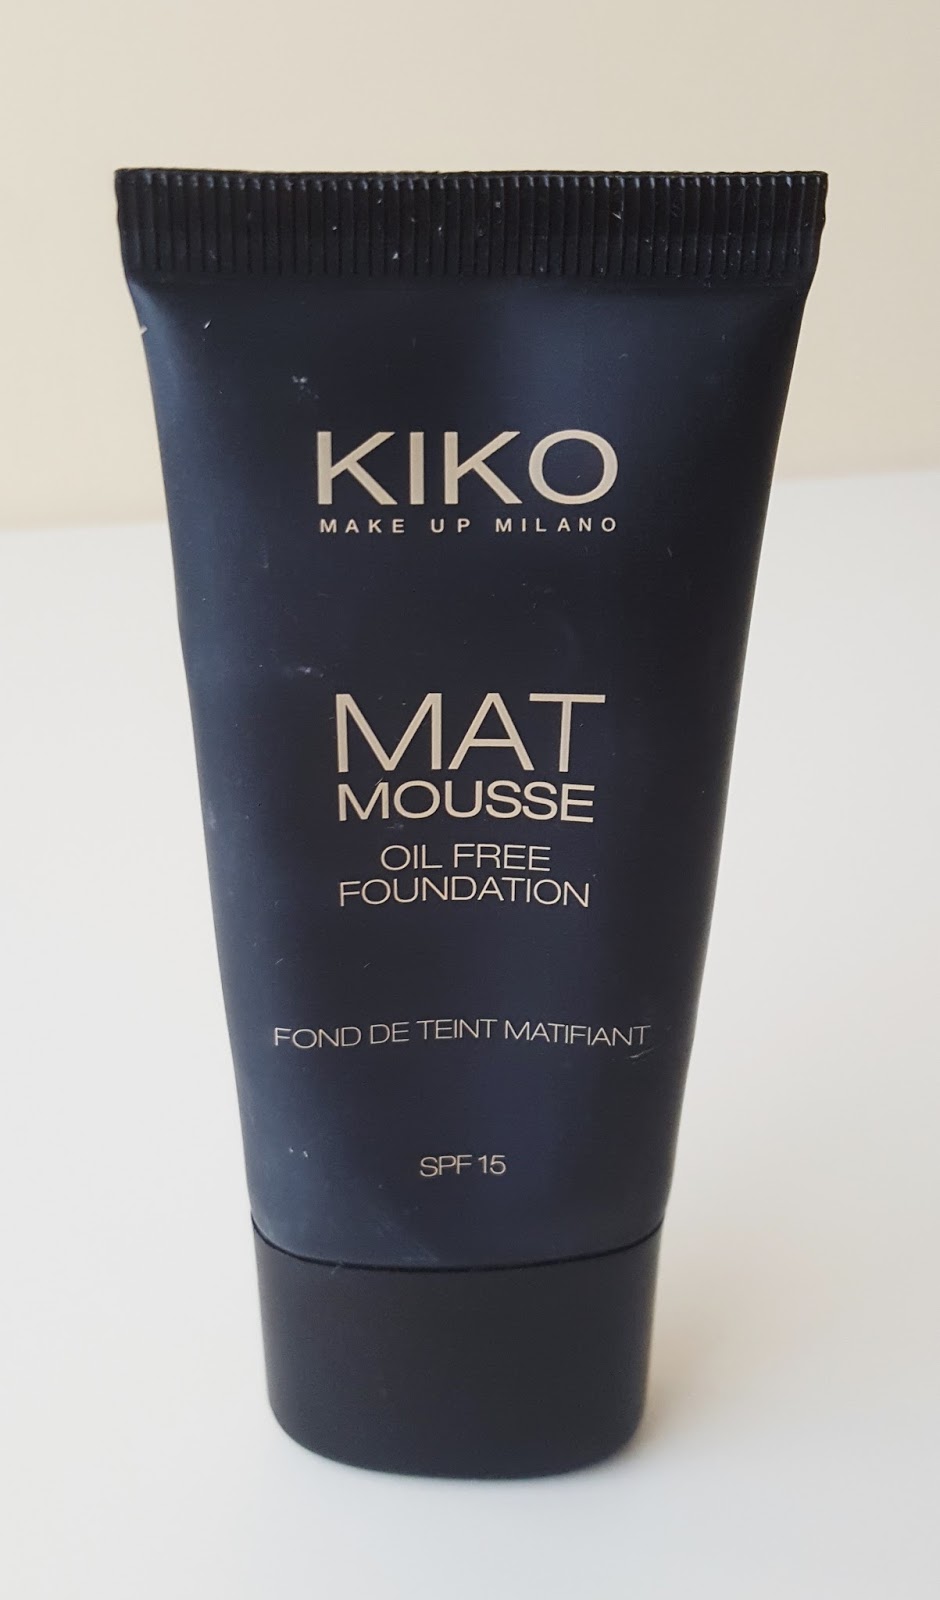 KIKO
MAKE UP MILANO
MAT
MOUSSE
OIL FREE
FOUNDATION
FOND DE TEINT MATIFIANT
SPF 15